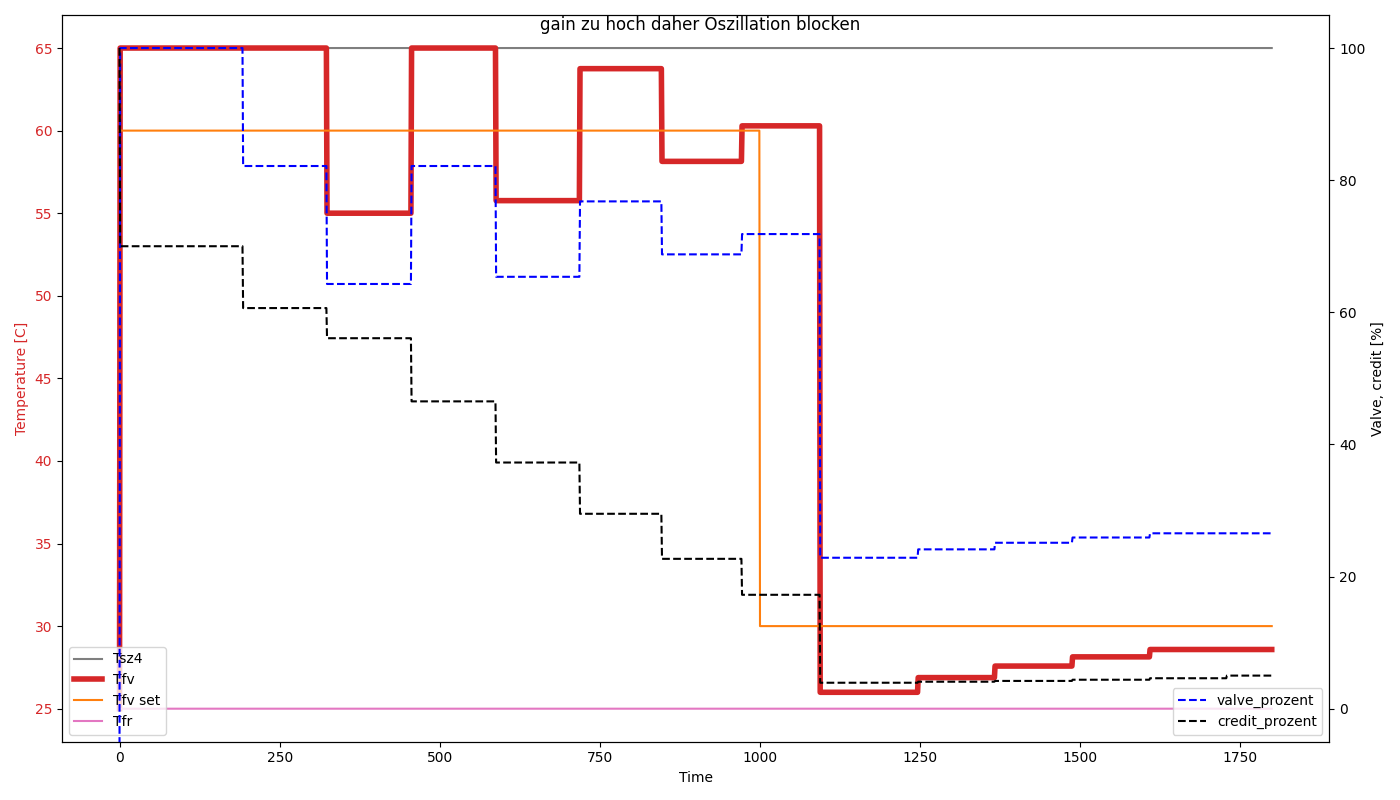 gain zu hoch daher Oszillation blocken
65
60
55
50
45
40
35
30
25
Temperature [C]
100
80
60
40
20
0
Valve, credit [%]
Tsz4
Tfv
Tfv set
Tfr
valve_prozent
credit_prozent
0
250
500
750
1000
1250
1500
1750
Time